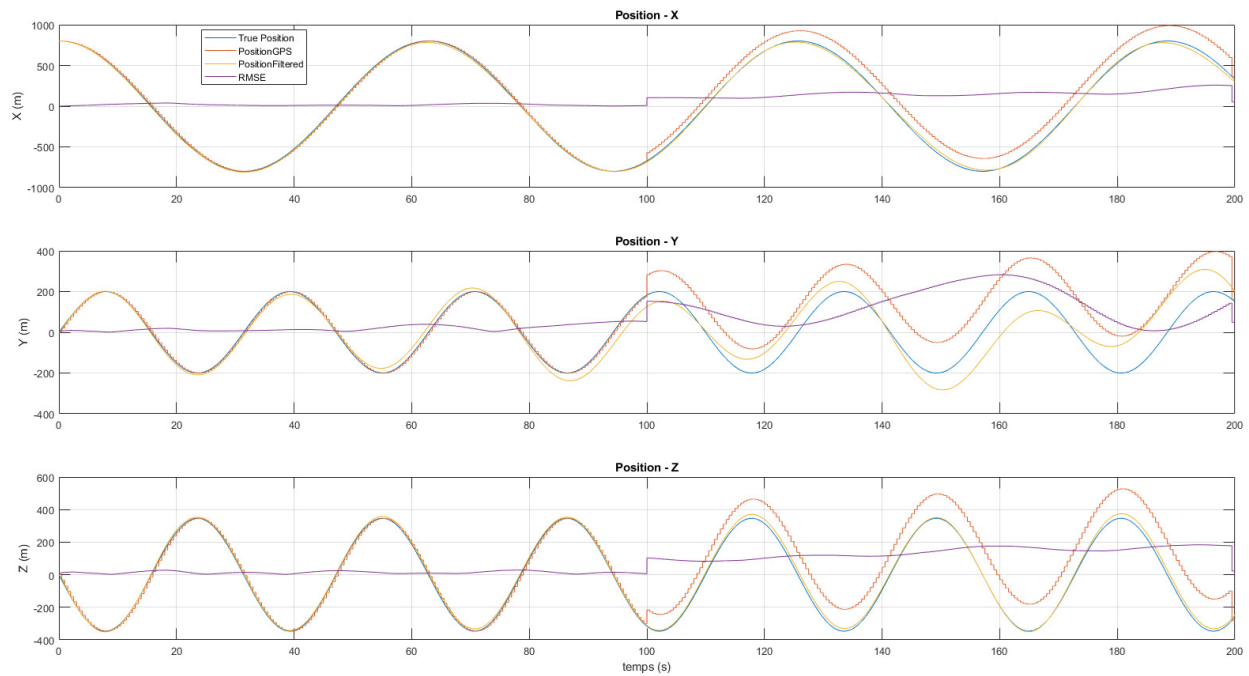 Position - X
1000
500
0
-500
-1000
X (m)
True Position
PositionGPS
PositionFiltered
RMSE
0 20 40 60 80 100 120 140 160 180 200
Position - Y
400
200
0
-200
-400
Y (m)
0 20 40 60 80 100 120 140 160 180 200
Position - Z
600
400
200
0
-200
-400
Z (m)
0 20 40 60 80 100 120 140 160 180 200
temps (s)